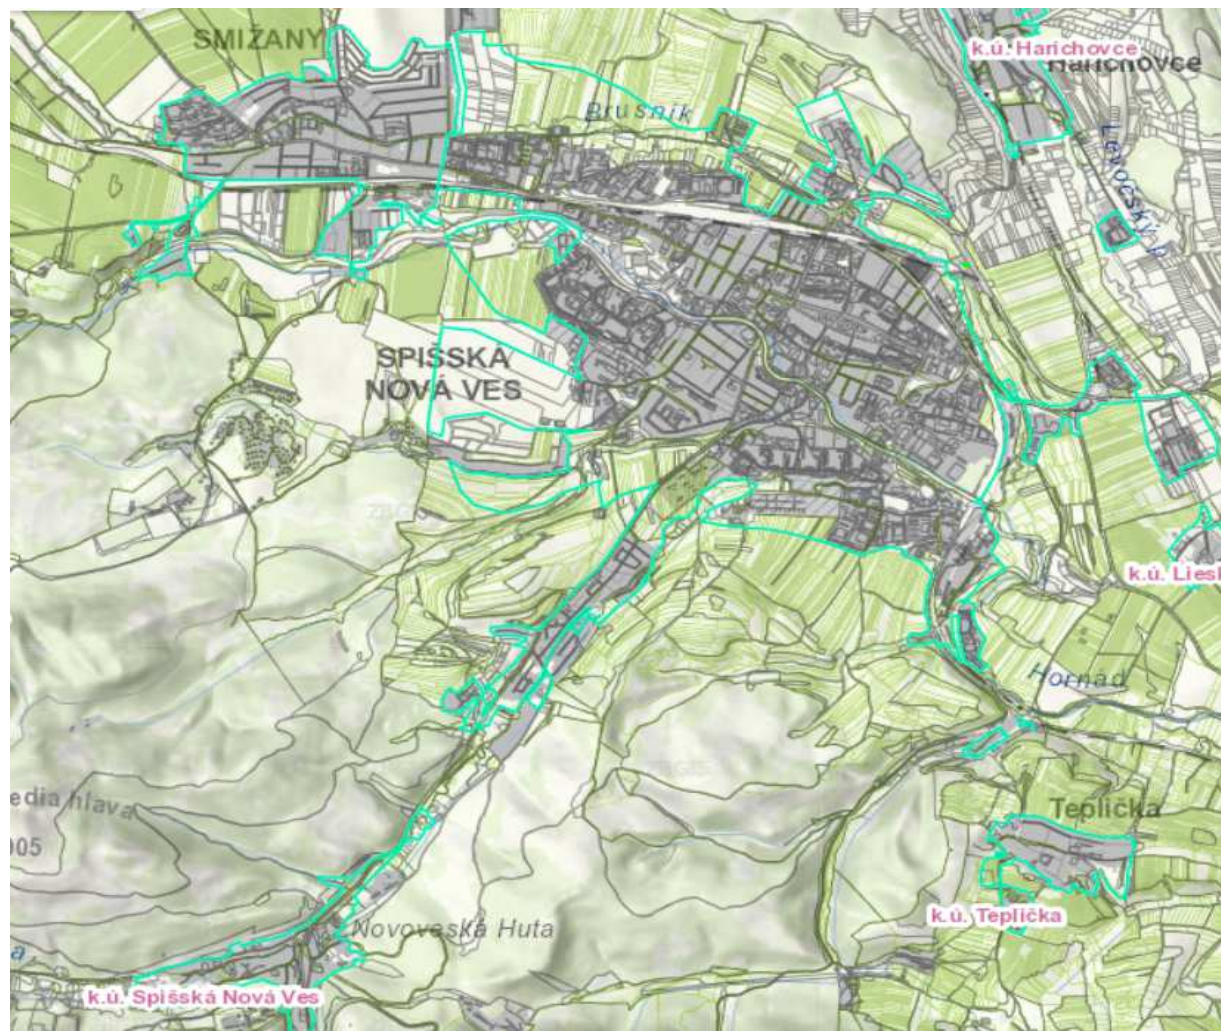 SMIŽANY
k.ú. Harichovce
Harichovce
Brusník
Levočský p
SPIŠSKÁ
NOVÁ VES
k.ú. Liesk
Hornád
edia hlava
005
Teplička
k.ú. Teplička
Novoveská Huta
a
k.ú. Spišská Nová Ves